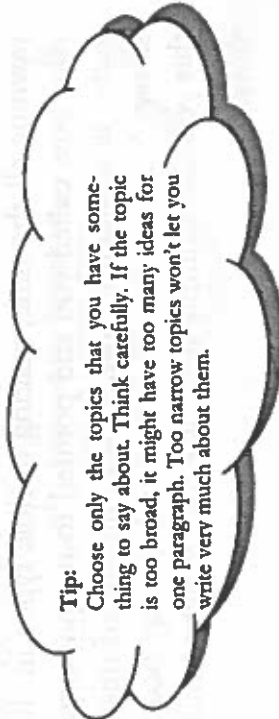 Tip:
Choose only the topics that you have some-
thing to say about. Think carefully. If the topic
is too broad, it might have too many ideas for
one paragraph. Too narrow topics won't let you
write very much about them.